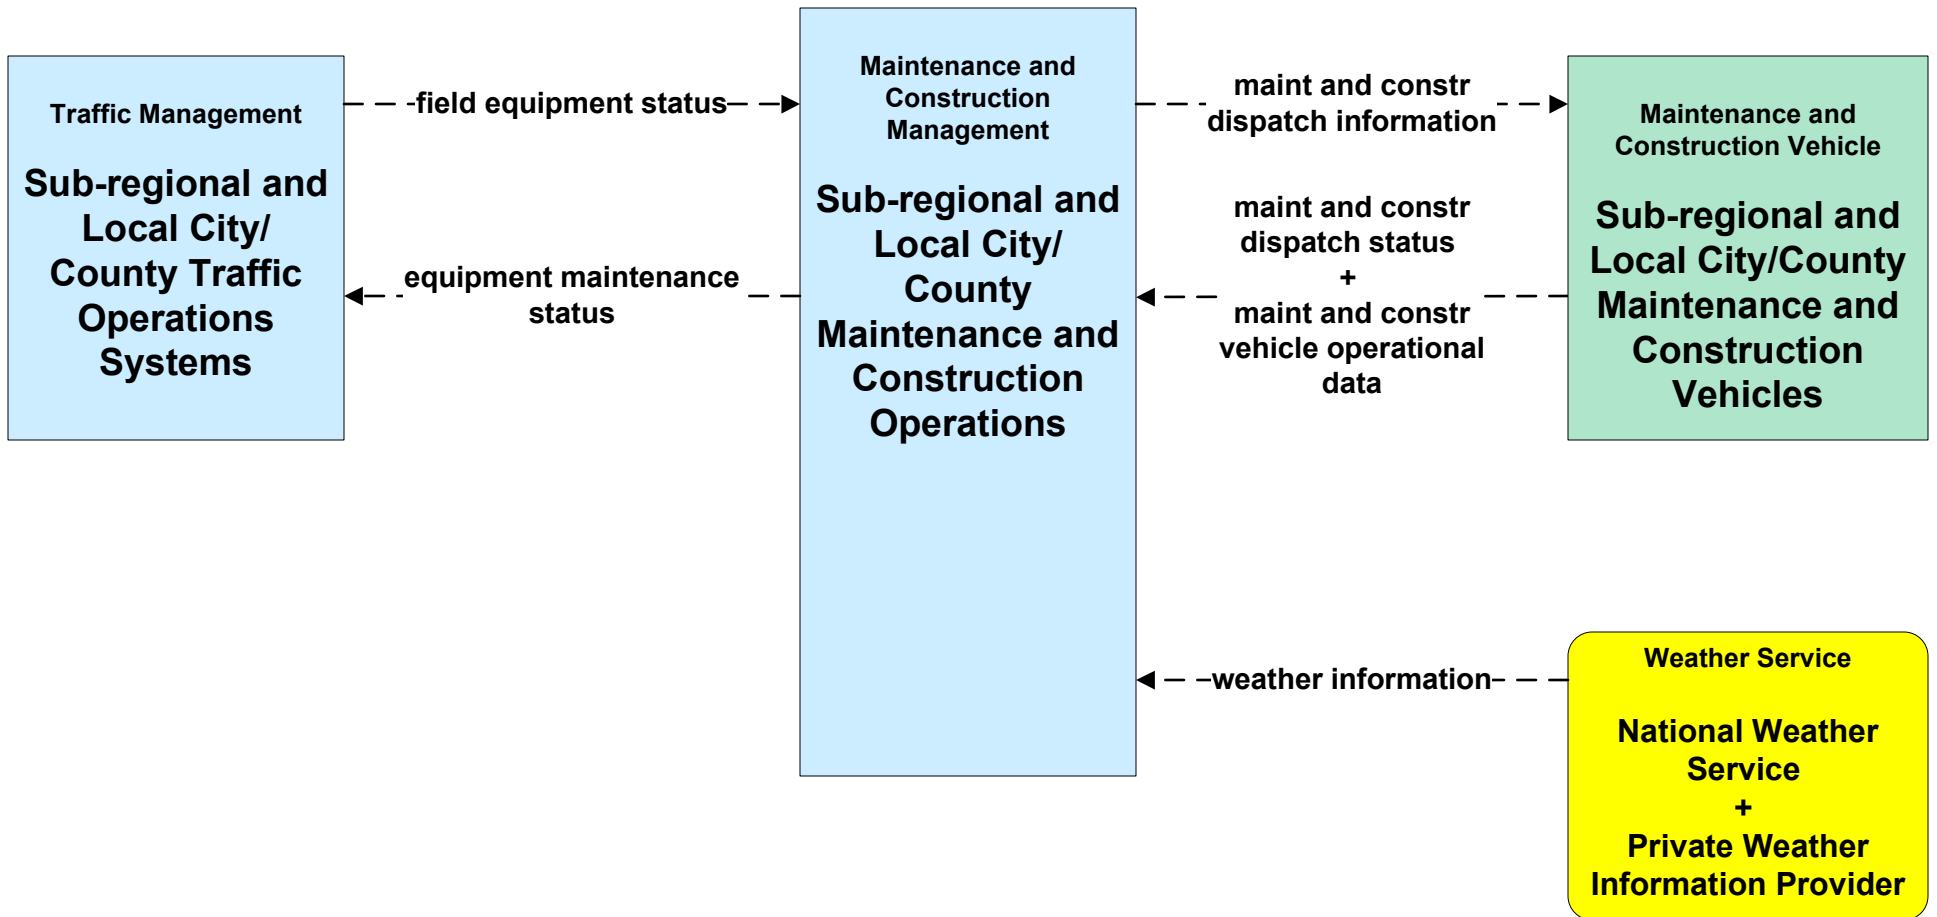 Traffic Management
Sub-regional and
Local City/
County Traffic
Operations
Systems
field equipment status
equipment maintenance
status
Maintenance and
Construction
Management
Sub-regional and
Local City/
County
Maintenance and
Construction
Operations
maint and constr
dispatch information
maint and constr
dispatch status
+
maint and constr
vehicle operational
data
weather information
Maintenance and
Construction Vehicle
Sub-regional and
Local City/County
Maintenance and
Construction
Vehicles
Weather Service
National Weather
Service
+
Private Weather
Information Provider